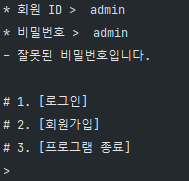 * 회원 ID >  admin
* 비밀번호 >  admin
- 잘못된 비밀번호입니다.
# 1. [로그인]
# 2. [회원가입]
# 3. [프로그램 종료]
>